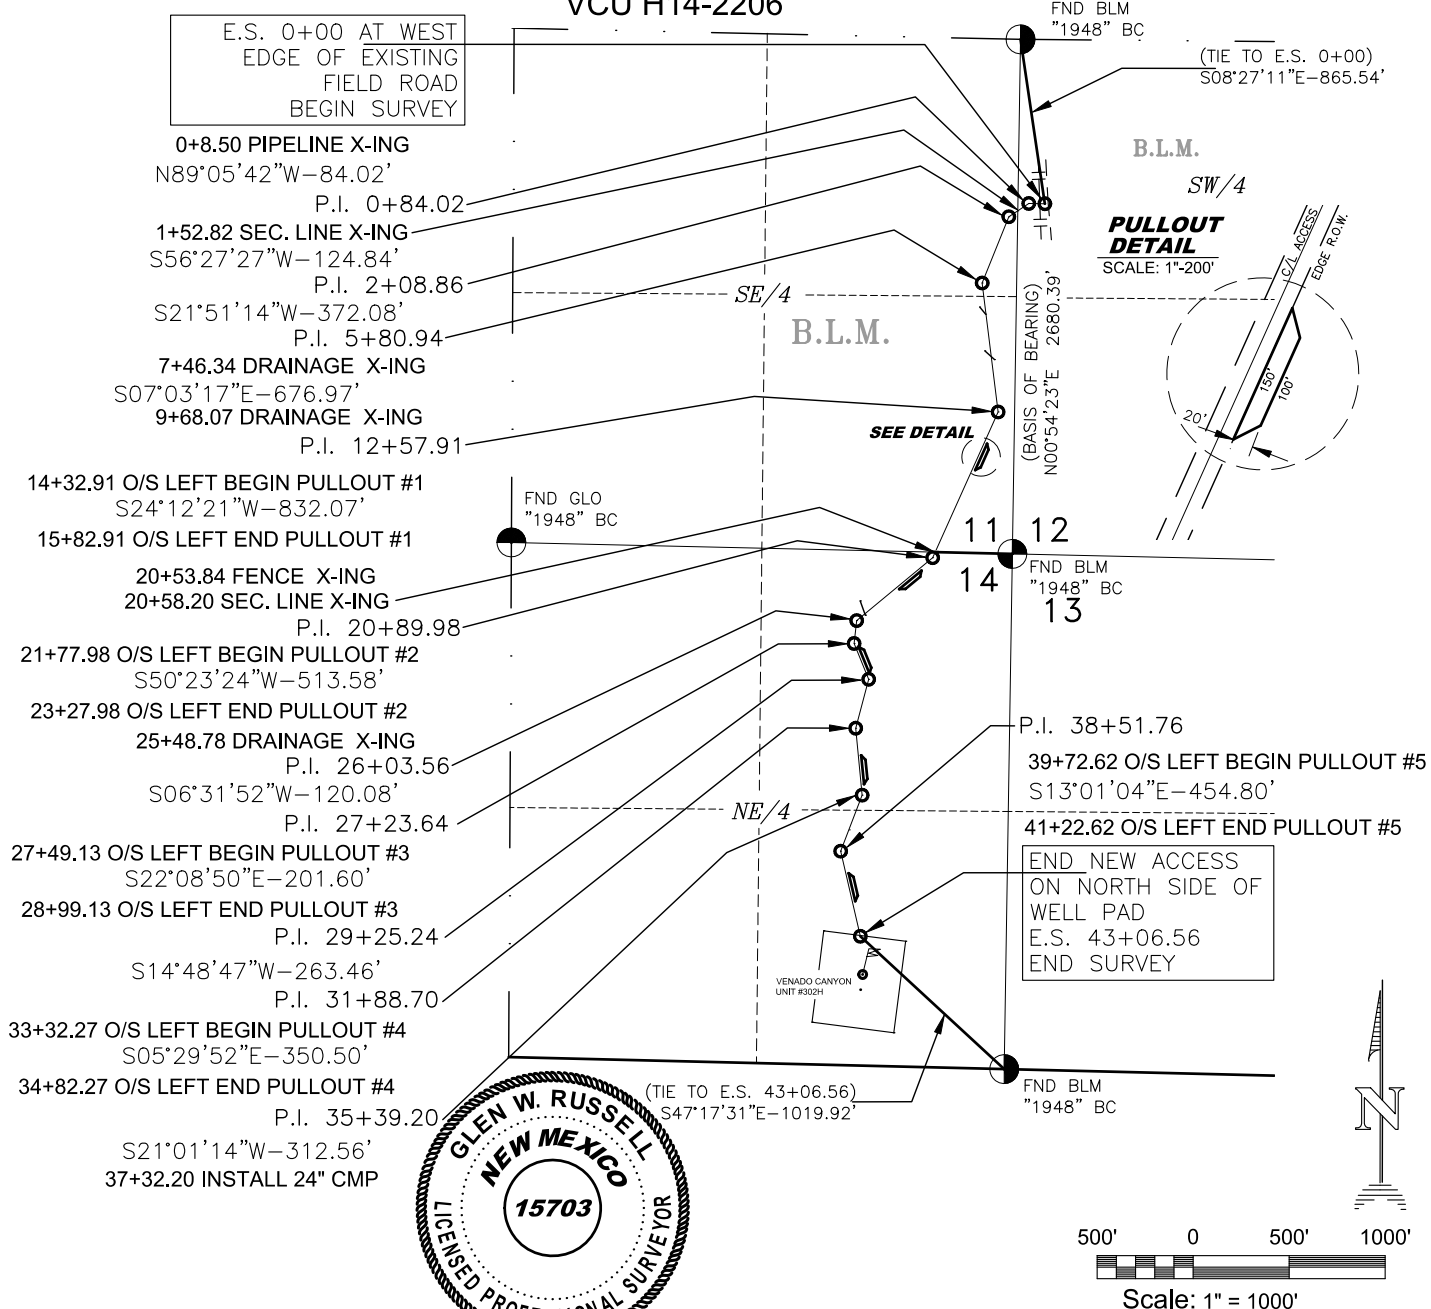 VCU H14-2206
E.S. 0+00 AT WEST
EDGE OF EXISTING
FIELD ROAD
BEGIN SURVEY
0+8.50 PIPELINE X-ING
N89°05'42"W-84.02'
P.I. 0+84.02
1+52.82 SEC. LINE X-ING
S56°27'27"W-124.84'
P.I. 2+08.86
S21°51'14"W-372.08'
P.I. 5+80.94
7+46.34 DRAINAGE X-ING
S07°03'17"E-676.97'
9+68.07 DRAINAGE X-ING
P.I. 12+57.91
14+32.91 O/S LEFT BEGIN PULLOUT #1
S24°12'21"W-832.07'
15+82.91 O/S LEFT END PULLOUT #1
20+53.84 FENCE X-ING
20+58.20 SEC. LINE X-ING
P.I. 20+89.98
21+77.98 O/S LEFT BEGIN PULLOUT #2
S50°23'24"W-513.58'
23+27.98 O/S LEFT END PULLOUT #2
25+48.78 DRAINAGE X-ING
P.I. 26+03.56
S06°31'52"W-120.08'
P.I. 27+23.64
27+49.13 O/S LEFT BEGIN PULLOUT #3
S22°08'50"E-201.60'
28+99.13 O/S LEFT END PULLOUT #3
P.I. 29+25.24
S14°48'47"W-263.46'
P.I. 31+88.70
33+32.27 O/S LEFT BEGIN PULLOUT #4
S05°29'52"E-350.50'
34+82.27 O/S LEFT END PULLOUT #4
P.I. 35+39.20
S21°01'14"W-312.56'
37+32.20 INSTALL 24" CMP
FND BLM
"1948" BC
(TIE TO E.S. 0+00)
S08°27'11"E-865.54'
B.L.M.
SW/4
PULLOUT
DETAIL
SCALE: 1"-200'
C/L ACCESS
EDGE R.O.W.
150'
100'
20'
SE/4
B.L.M.
(BASIS OF BEARING)
N00°54'23"E 2680.39'
SEE DETAIL
FND GLO
"1948" BC
11
12
14
13
FND BLM
"1948" BC
P.I. 38+51.76
39+72.62 O/S LEFT BEGIN PULLOUT #5
S13°01'04"E-454.80'
41+22.62 O/S LEFT END PULLOUT #5
NE/4
END NEW ACCESS
ON NORTH SIDE OF
WELL PAD
E.S. 43+06.56
END SURVEY
VENADO CANYON
UNIT #302H
W
(TIE TO E.S. 43+06.56)
S47°17'31"E-1019.92'
FND BLM
"1948" BC
GLEN W. RUSSELL
NEW MEXICO
15703
LICENSED PROFESSIONAL SURVEYOR
N
500' 0 500' 1000'
Scale: 1" = 1000'